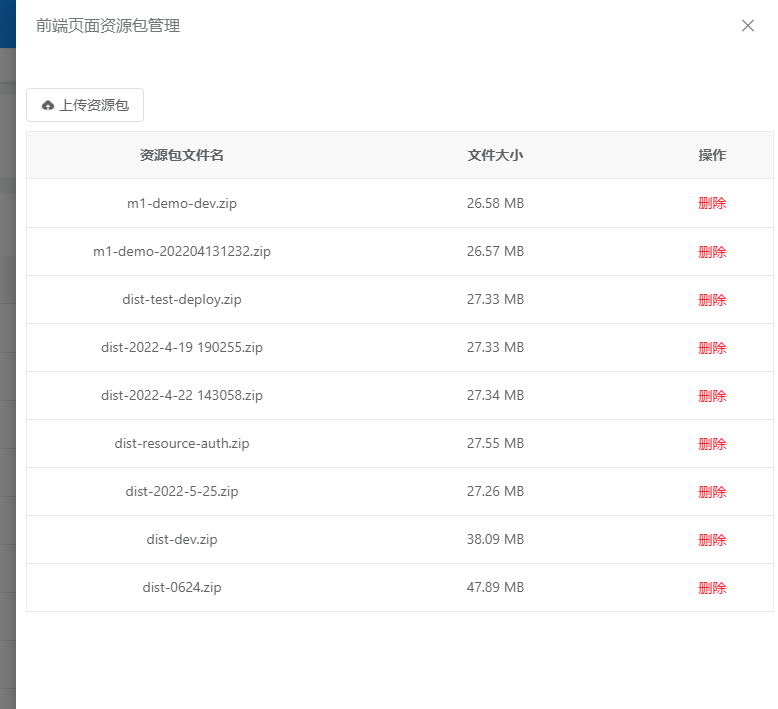 前端页面资源包管理
上传资源包
资源包文件名 文件大小 操作
m1-demo-dev.zip 26.58 MB 删除
m1-demo-202204131232.zip 26.57 MB 删除
dist-test-deploy.zip 27.33 MB 删除
dist-2022-4-19 190255.zip 27.33 MB 删除
dist-2022-4-22 143058.zip 27.34 MB 删除
dist-resource-auth.zip 27.55 MB 删除
dist-2022-5-25.zip 27.26 MB 删除
dist-dev.zip 38.09 MB 删除
dist-0624.zip 47.89 MB 删除